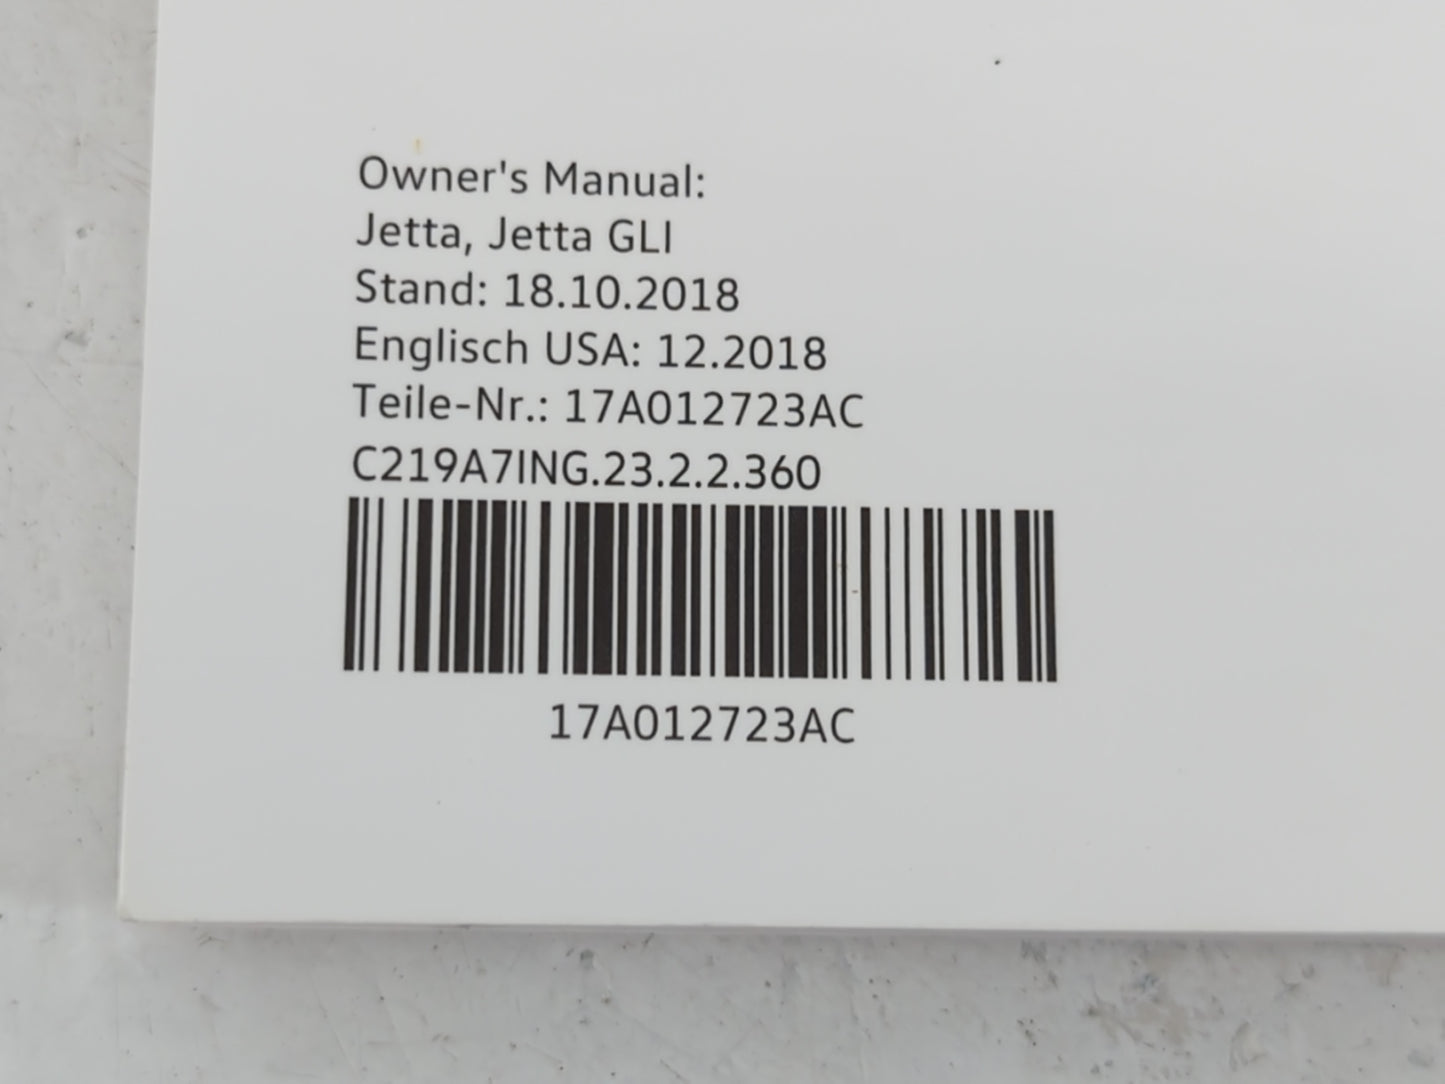 Owner's Manual:
Jetta, Jetta GLI
Stand: 18.10.2018
Englisch USA: 12.2018
Teile-Nr.: 17A012723AC
C219A7ING.23.2.2.360
17A012723AC